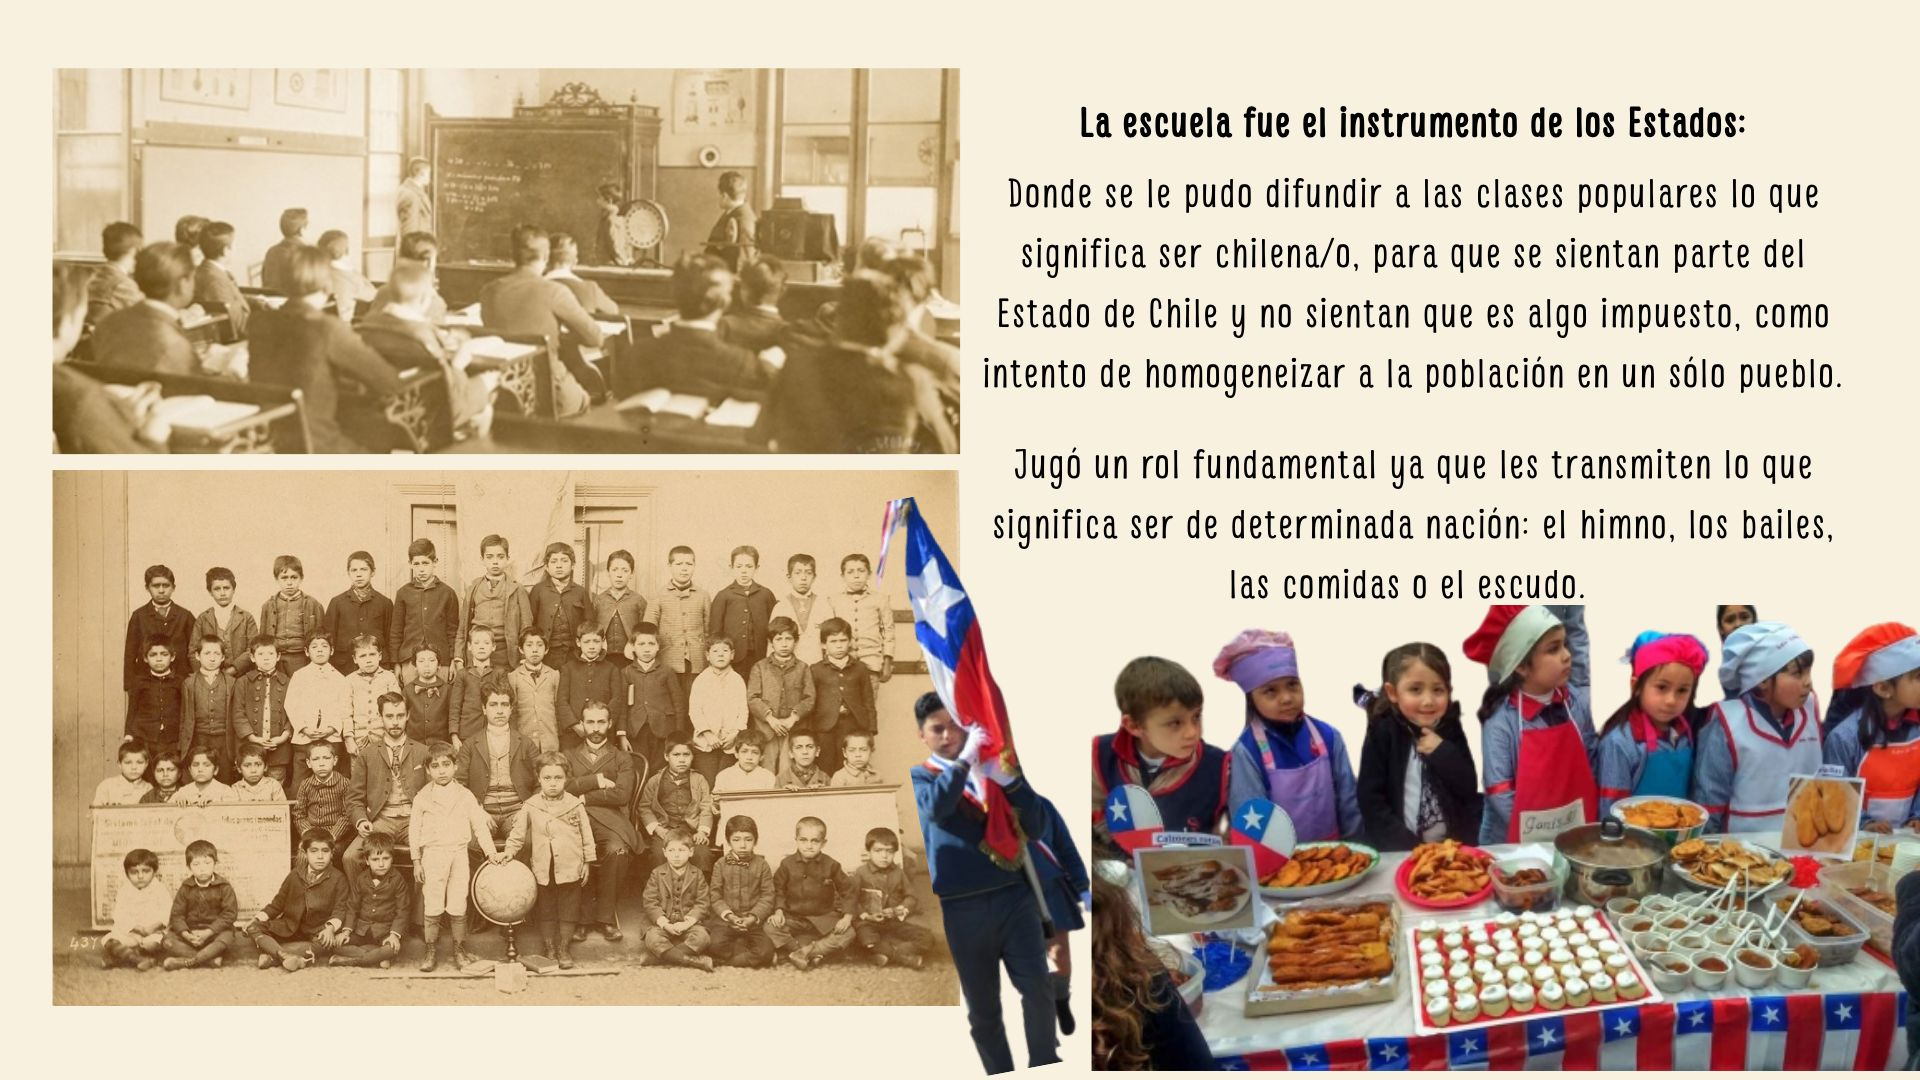 La escuela fue el instrumento de los Estados:
Donde se le pudo difundir a las clases populares lo que
significa ser chilena/o, para que se sientan parte del
Estado de Chile y no sientan que es algo impuesto, como
intento de homogeneizar a la población en un sólo pueblo.
Jugó un rol fundamental ya que les transmiten lo que
significa ser de determinada nación: el himno, los bailes,
las comidas o el escudo.
437
Calzones rotos